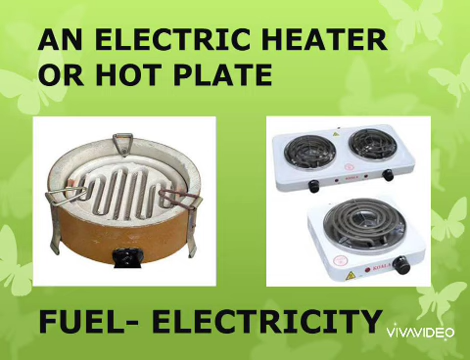 AN ELECTRIC HEATER
OR HOT PLATE
FUEL- ELECTRICITY
VIVAVIDEO